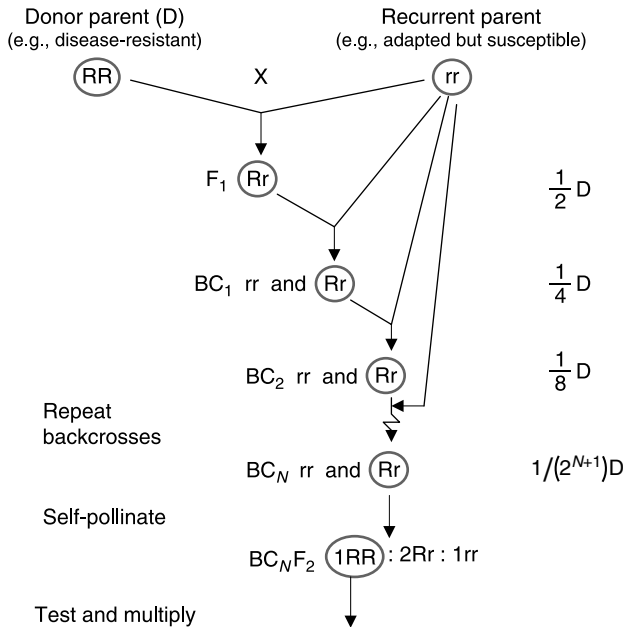 Donor parent (D) Recurrent parent
(e.g., disease-resistant) (e.g., adapted but susceptible)
RR X rr
F₁ Rr 1/2 D
BC₁ rr and Rr 1/4 D
BC₂ rr and Rr 1/8 D
Repeat
backcrosses
BC_N rr and Rr 1/(2^{N+1})D
Self-pollinate
BC_NF₂ 1RR : 2Rr : 1rr
Test and multiply